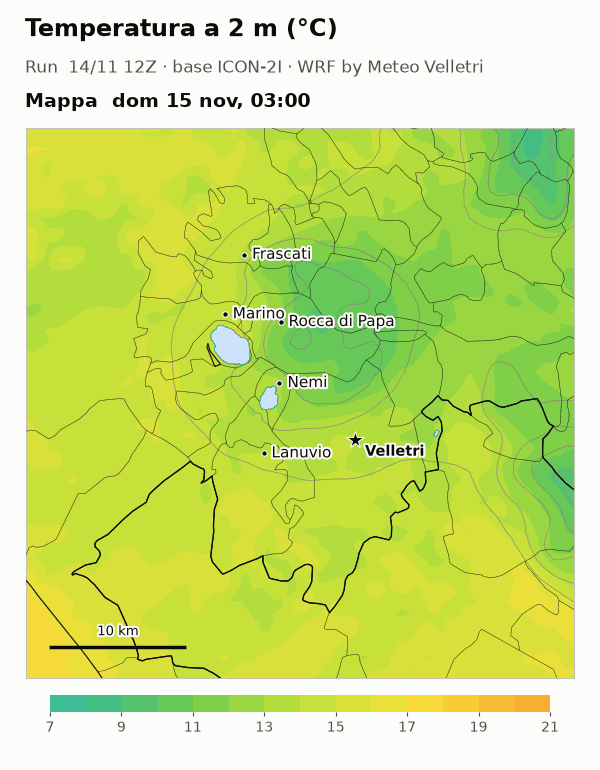 Temperatura a 2 m (°C)
Run  14/11 12Z · base ICON-2I · WRF by Meteo Velletri
Mappa  dom 15 nov, 03:00
Frascati
Marino
Rocca di Papa
Nemi
Velletri
Lanuvio
10 km
7 9 11 13 15 17 19 21